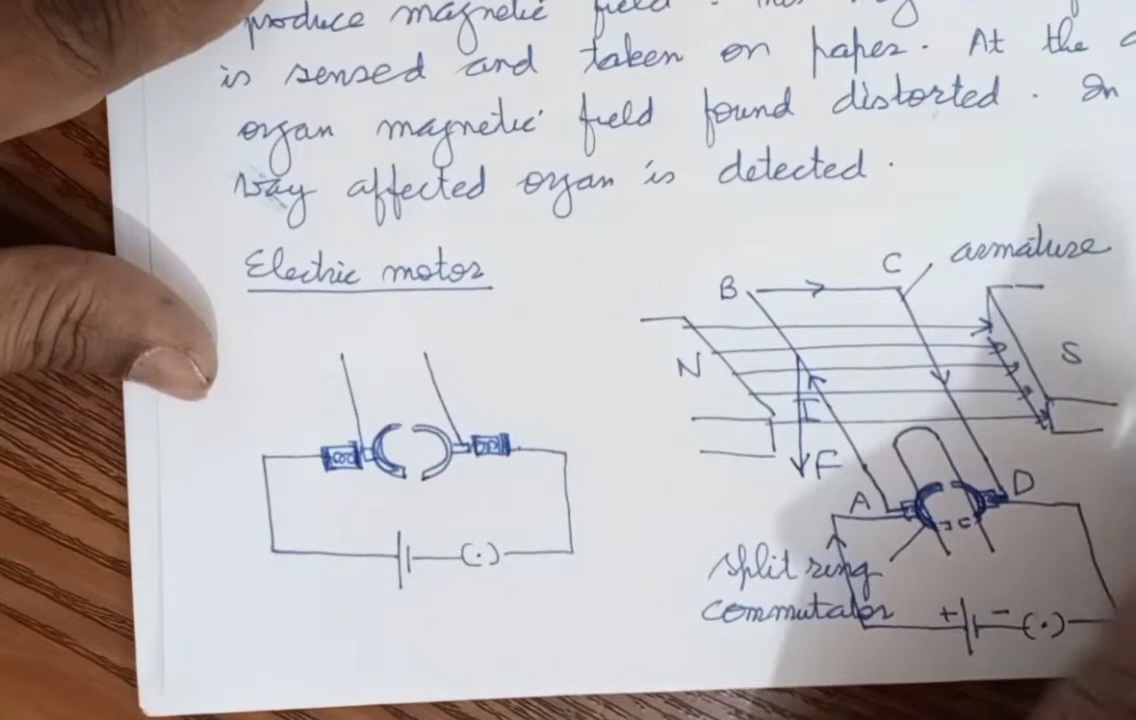 produce magnetic field.
is sensed and taken on paper. At the
organ magnetic field found distorted. In
way affected organ is detected.
Electric motor
armature
B
C
N
S
I
F
A
D
Split ring
commutator
+ -